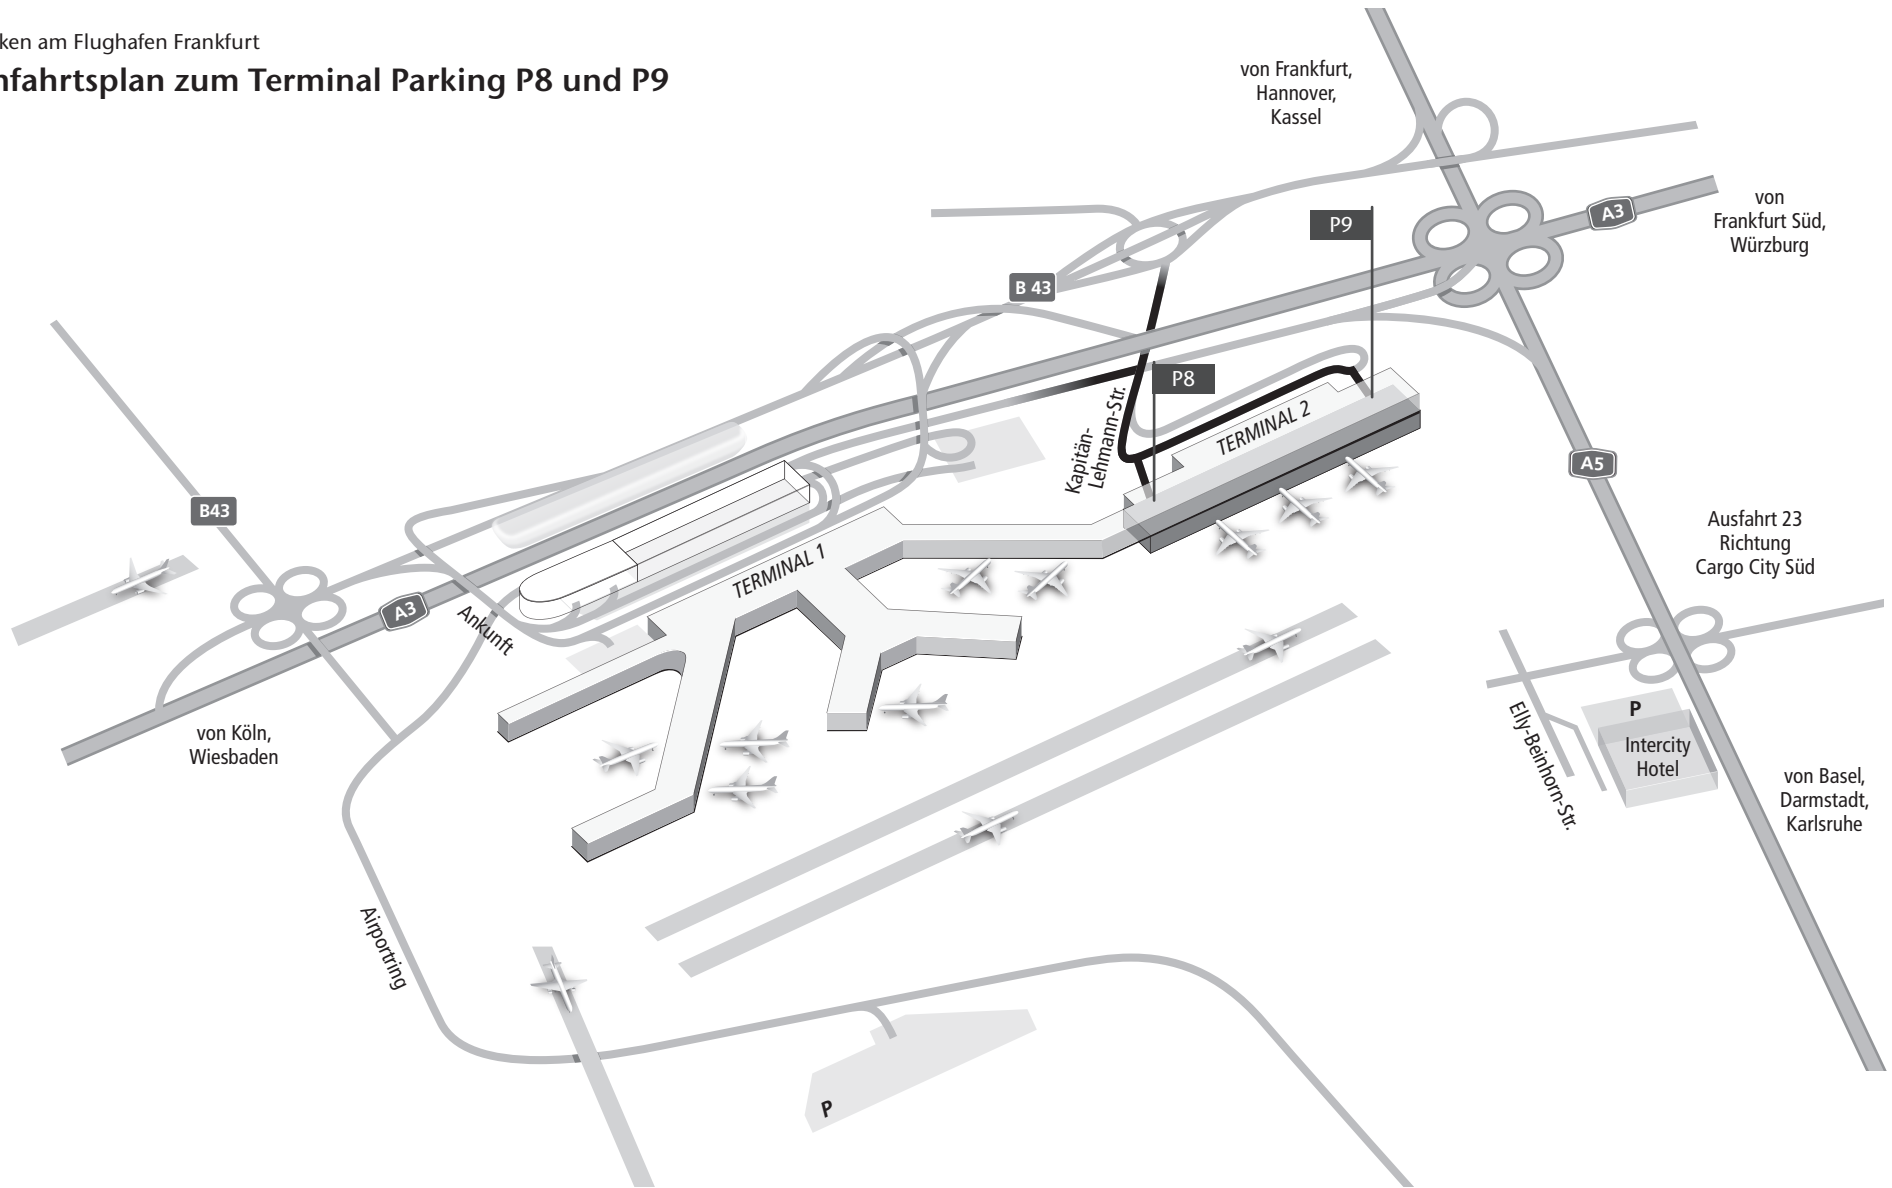 ken am Flughafen Frankfurt
nfahrtsplan zum Terminal Parking P8 und P9
von Frankfurt,
Hannover,
Kassel
A3
von
Frankfurt Süd,
Würzburg
P9
B 43
P8
Kapitän-
Lehmann-Str.
TERMINAL 2
A5
B43
TERMINAL 1
Ausfahrt 23
Richtung
Cargo City Süd
A3
Ankunft
von Köln,
Wiesbaden
P
Intercity
Hotel
Elly-Beinhorn-Str.
von Basel,
Darmstadt,
Karlsruhe
Airportring
P